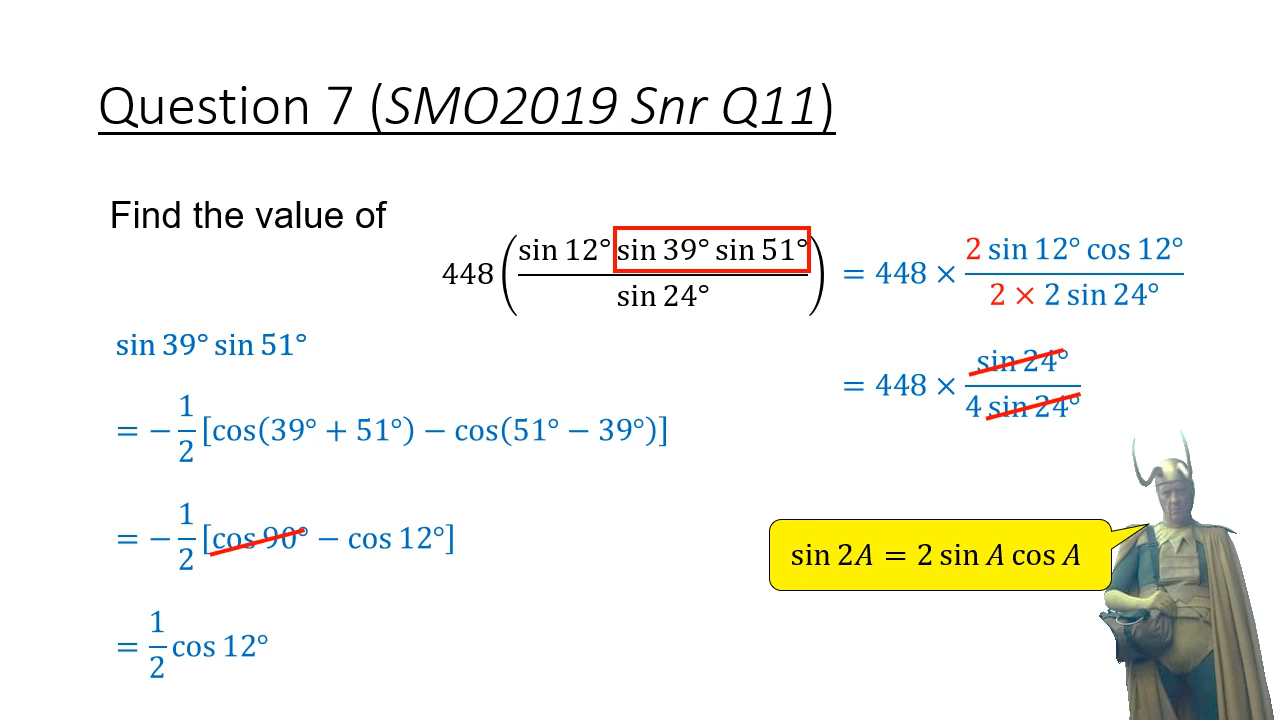 Question 7 (SMO2019 Snr Q11)
Find the value of
448 (sin 12° sin 39° sin 51° / sin 24°) = 448 × 2 sin 12° cos 12° / 2 × 2 sin 24°
= 448 × sin 24° / 4 sin 24°
sin 39° sin 51°
= − 1/2 [cos(39° + 51°) − cos(51° − 39°)]
= − 1/2 [cos 90° − cos 12°]
= 1/2 cos 12°
sin 2A = 2 sin A cos A